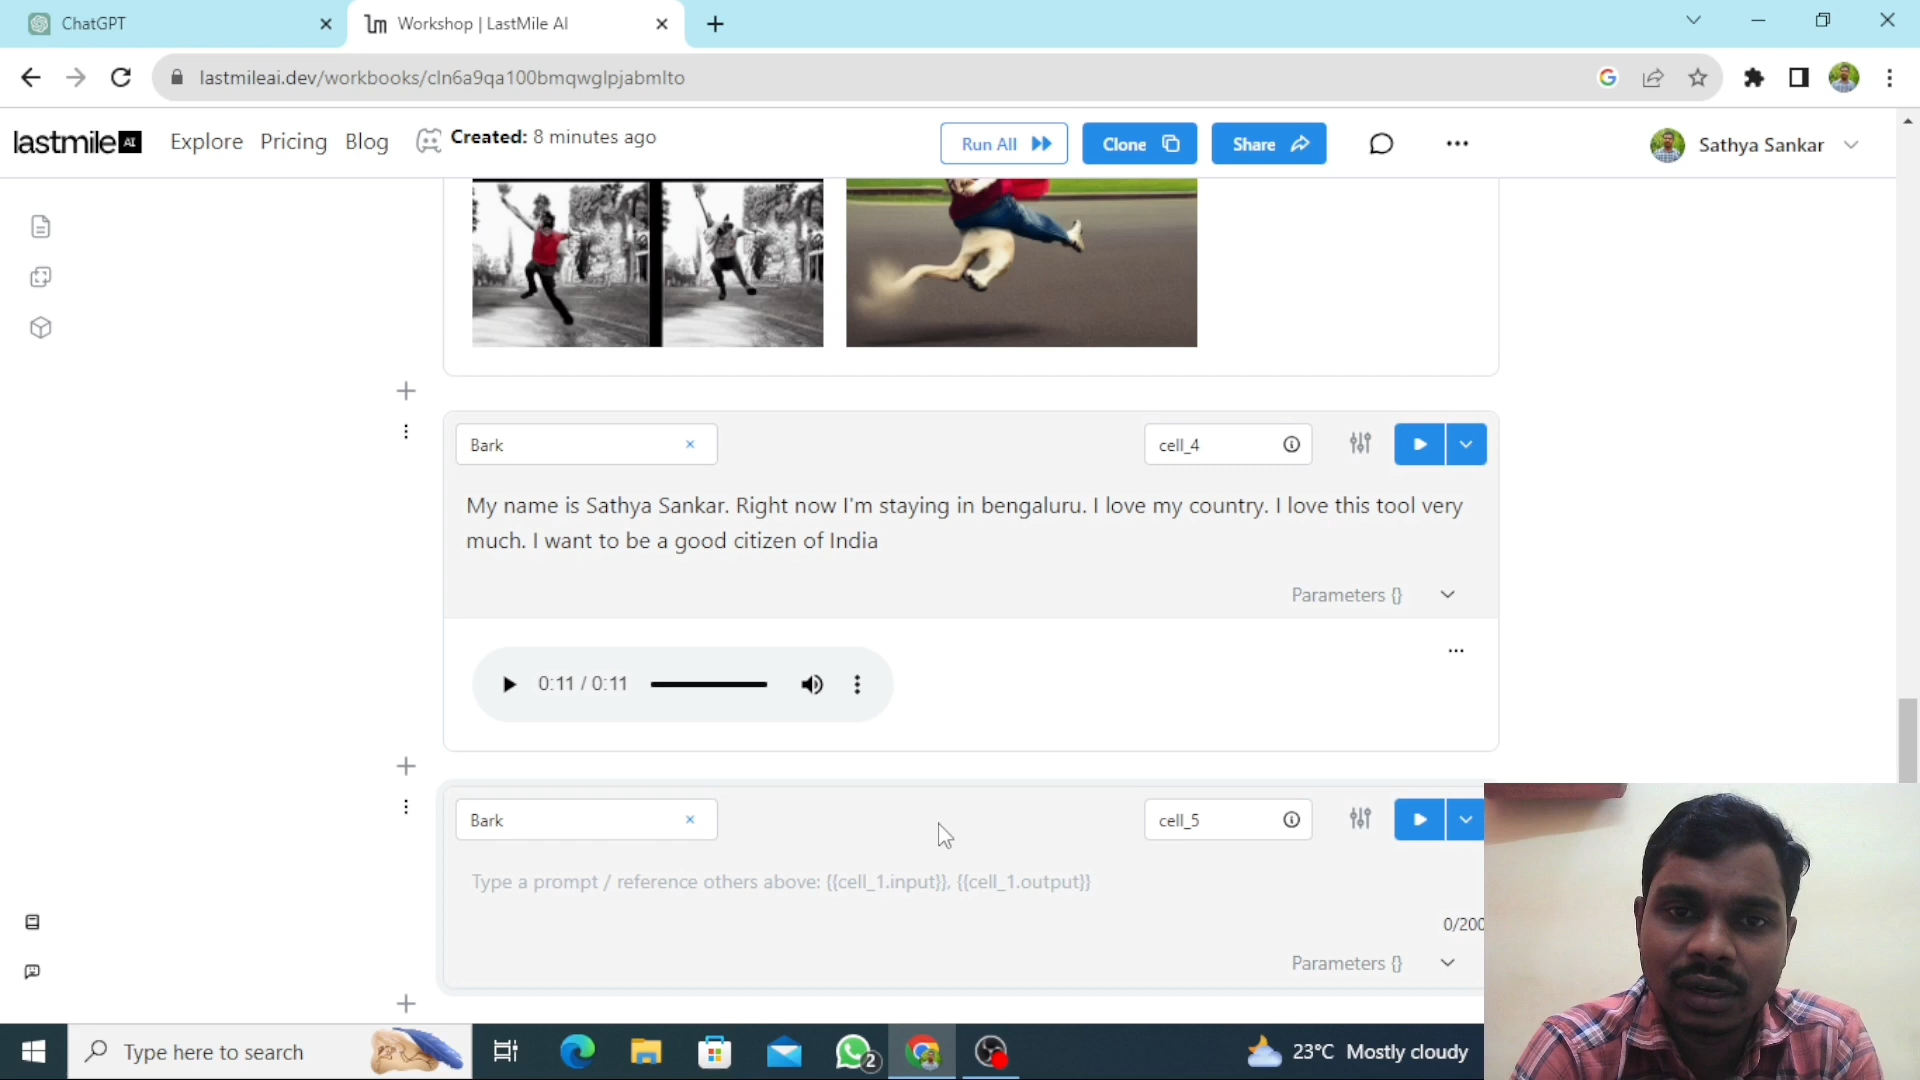 ChatGPT
Workshop | LastMile AI
lastmileai.dev/workbooks/cln6a9qa100bmqwglpjabmlto
lastmile AI
Explore Pricing Blog
Created: 8 minutes ago
Run All
Clone
Share
Sathya Sankar
Bark
cell_4
My name is Sathya Sankar. Right now I'm staying in bengaluru. I love my country. I love this tool very
much. I want to be a good citizen of India
Parameters {}
0:11 / 0:11
Bark
cell_5
Type a prompt / reference others above: {{cell_1.input}}, {{cell_1.output}}
0/200
Parameters {}
Type here to search
2
23°C Mostly cloudy